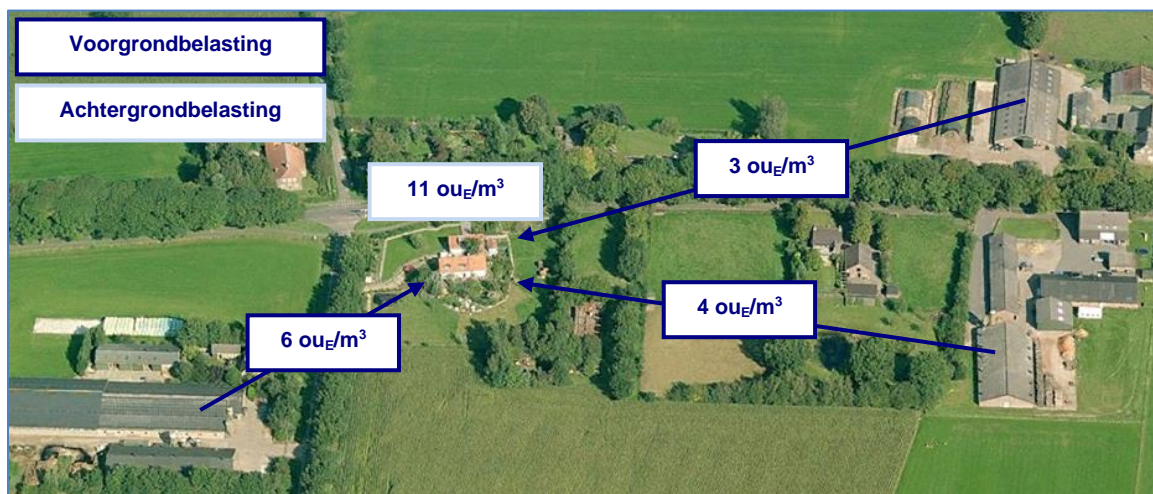 Voorgrondbelasting
Achtergrondbelasting
3 ouE/m³
11 ouE/m³
4 ouE/m³
6 ouE/m³